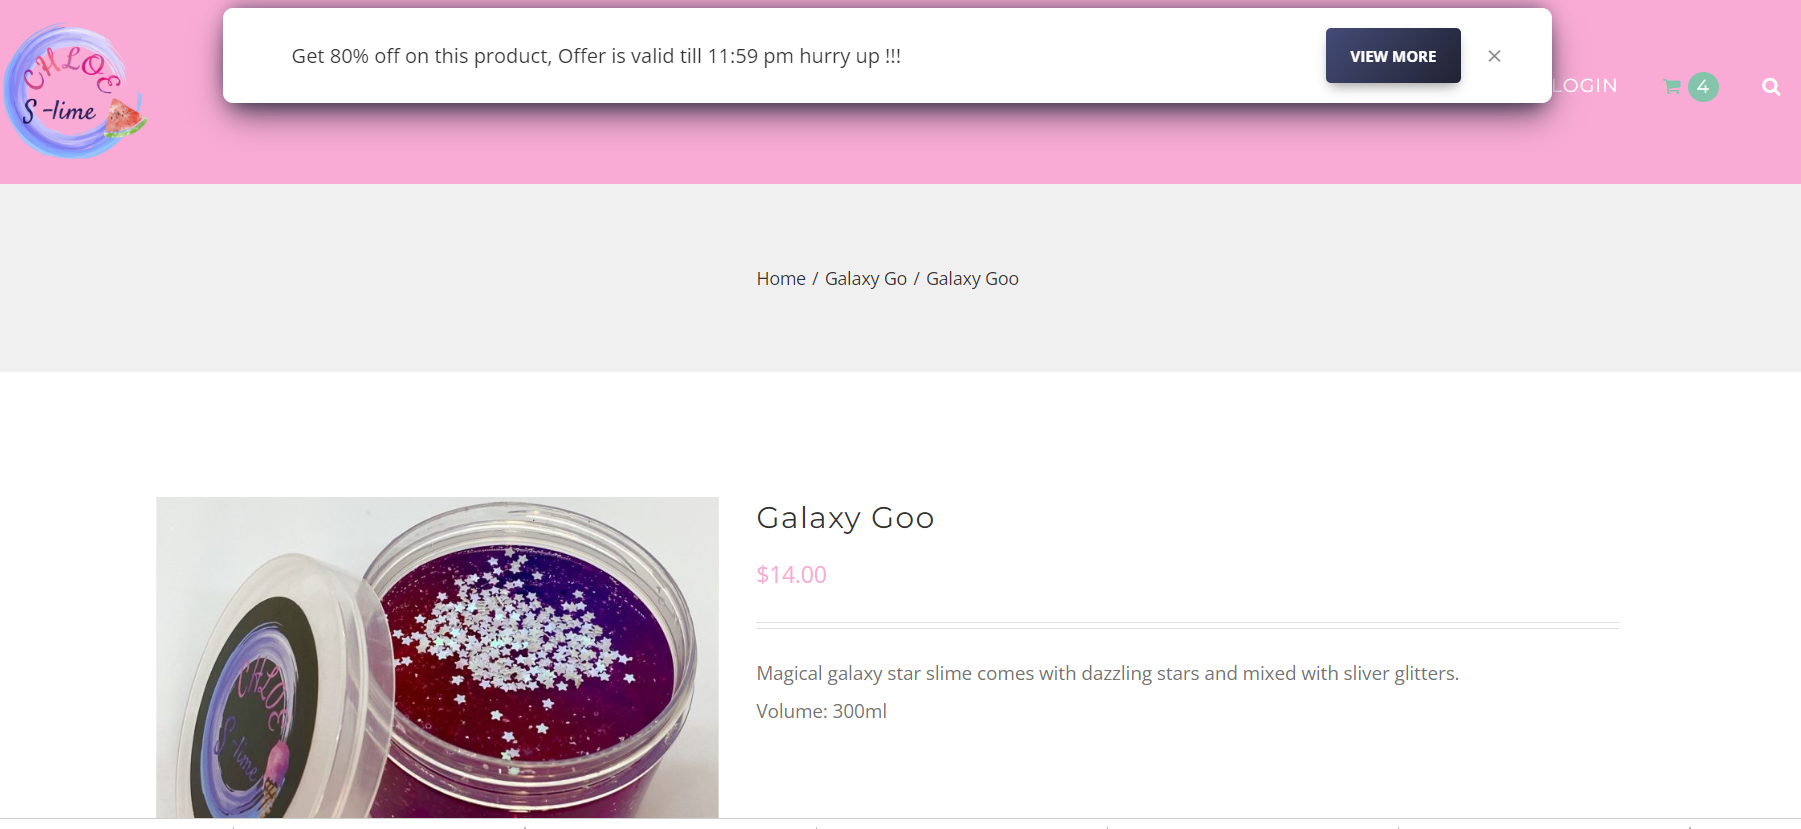 CHLOE
S-lime
Get 80% off on this product, Offer is valid till 11:59 pm hurry up !!!
VIEW MORE
×
LOGIN
4
Home / Galaxy Go / Galaxy Goo
Galaxy Goo
$14.00
Magical galaxy star slime comes with dazzling stars and mixed with sliver glitters.
Volume: 300ml
CHLOE
S-lime